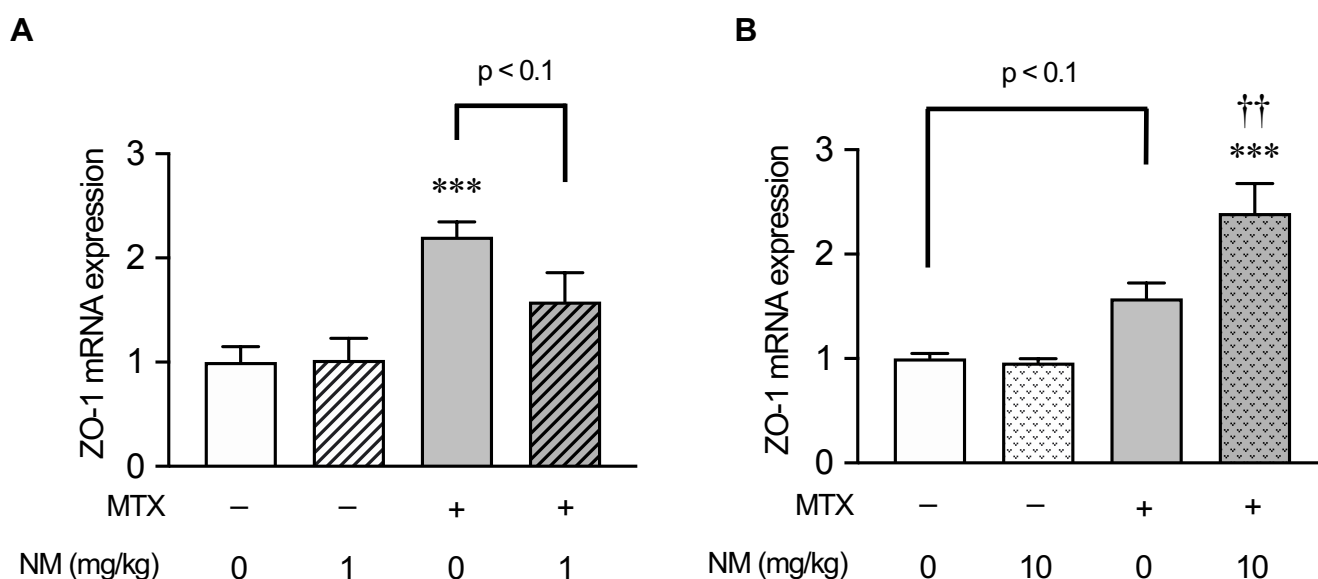 A
p < 0.1
ZO-1 mRNA expression
3
2
1
0
***
MTX – – + +
NM (mg/kg) 0 1 0 1
B
p < 0.1
ZO-1 mRNA expression
3
2
1
0
††
***
MTX – – + +
NM (mg/kg) 0 10 0 10